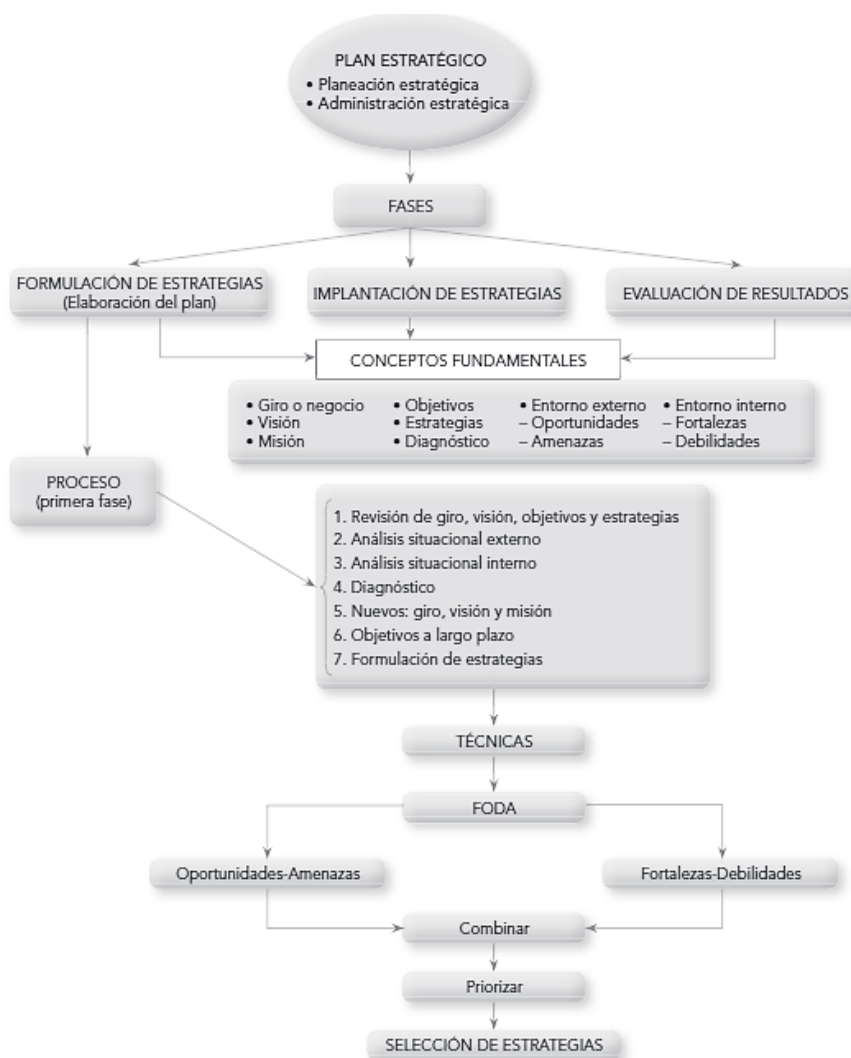 PLAN ESTRATÉGICO
• Planeación estratégica
• Administración estratégica
FASES
FORMULACIÓN DE ESTRATEGIAS
(Elaboración del plan)
IMPLANTACIÓN DE ESTRATEGIAS
EVALUACIÓN DE RESULTADOS
CONCEPTOS FUNDAMENTALES
• Giro o negocio
• Visión
• Misión
• Objetivos
• Estrategias
• Diagnóstico
• Entorno externo
– Oportunidades
– Amenazas
• Entorno interno
– Fortalezas
– Debilidades
PROCESO
(primera fase)
1. Revisión de giro, visión, objetivos y estrategias
2. Análisis situacional externo
3. Análisis situacional interno
4. Diagnóstico
5. Nuevos: giro, visión y misión
6. Objetivos a largo plazo
7. Formulación de estrategias
TÉCNICAS
FODA
Oportunidades-Amenazas
Fortalezas-Debilidades
Combinar
Priorizar
SELECCIÓN DE ESTRATEGIAS